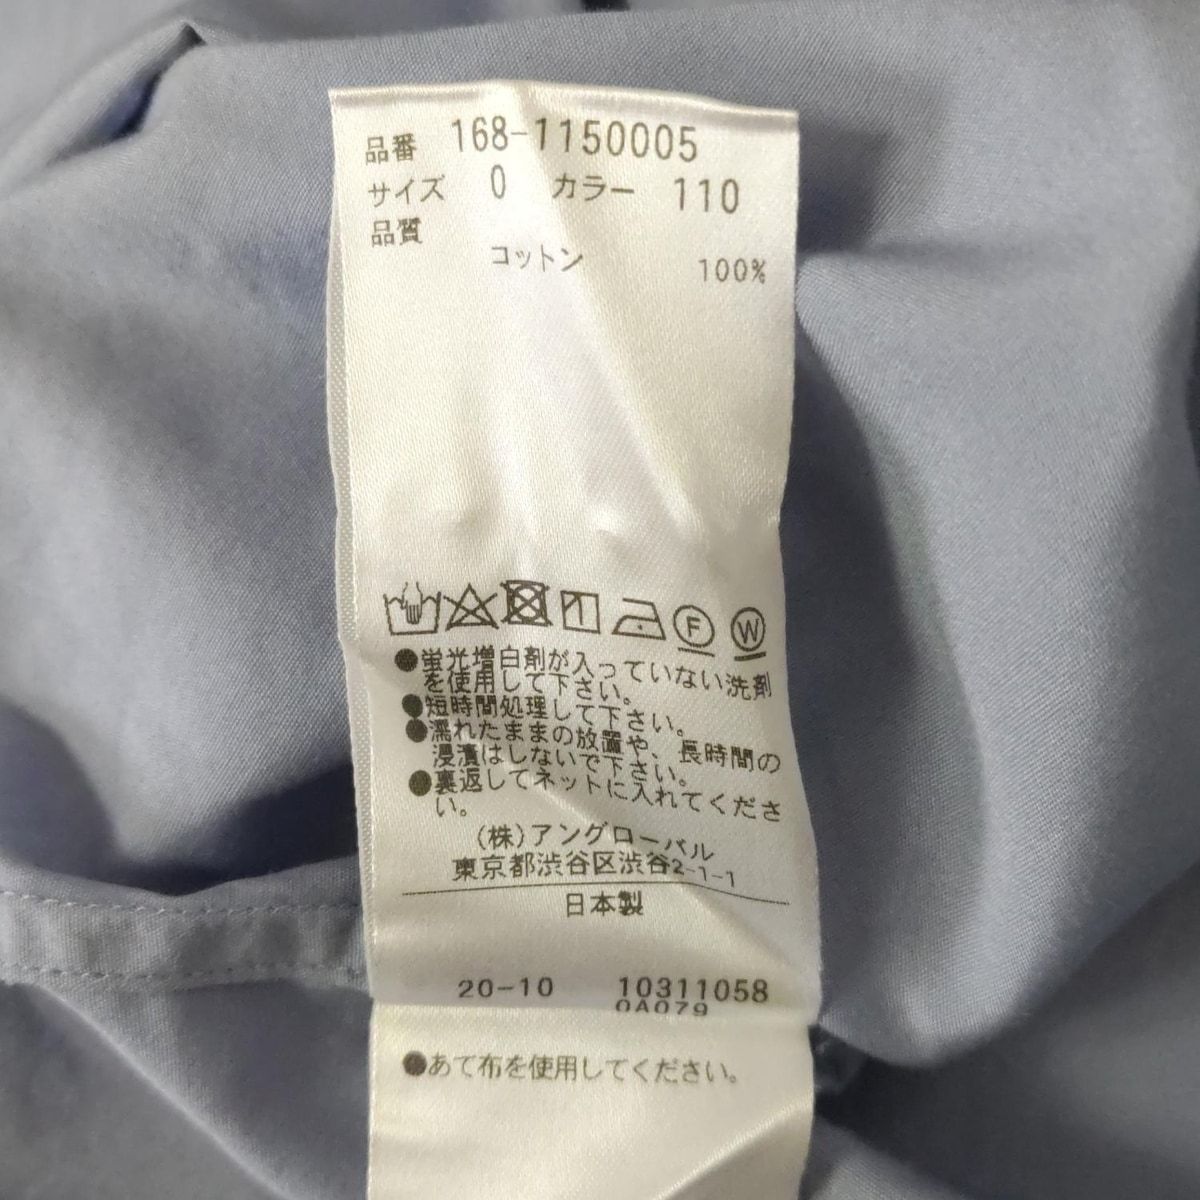 品番 168-1150005
サイズ 0 カラー 110
品質
コットン 100%
F W
●蛍光増白剤が入っていない洗剤
を使用して下さい。
●短時間処理して下さい。
●濡れたままの放置や、長時間の
浸漬はしないで下さい。
●裏返してネットに入れてくださ
い。
(株)アングローバル
東京都渋谷区渋谷2-1-1
日本製
20-10 10311058
0A079
●あて布を使用してください。